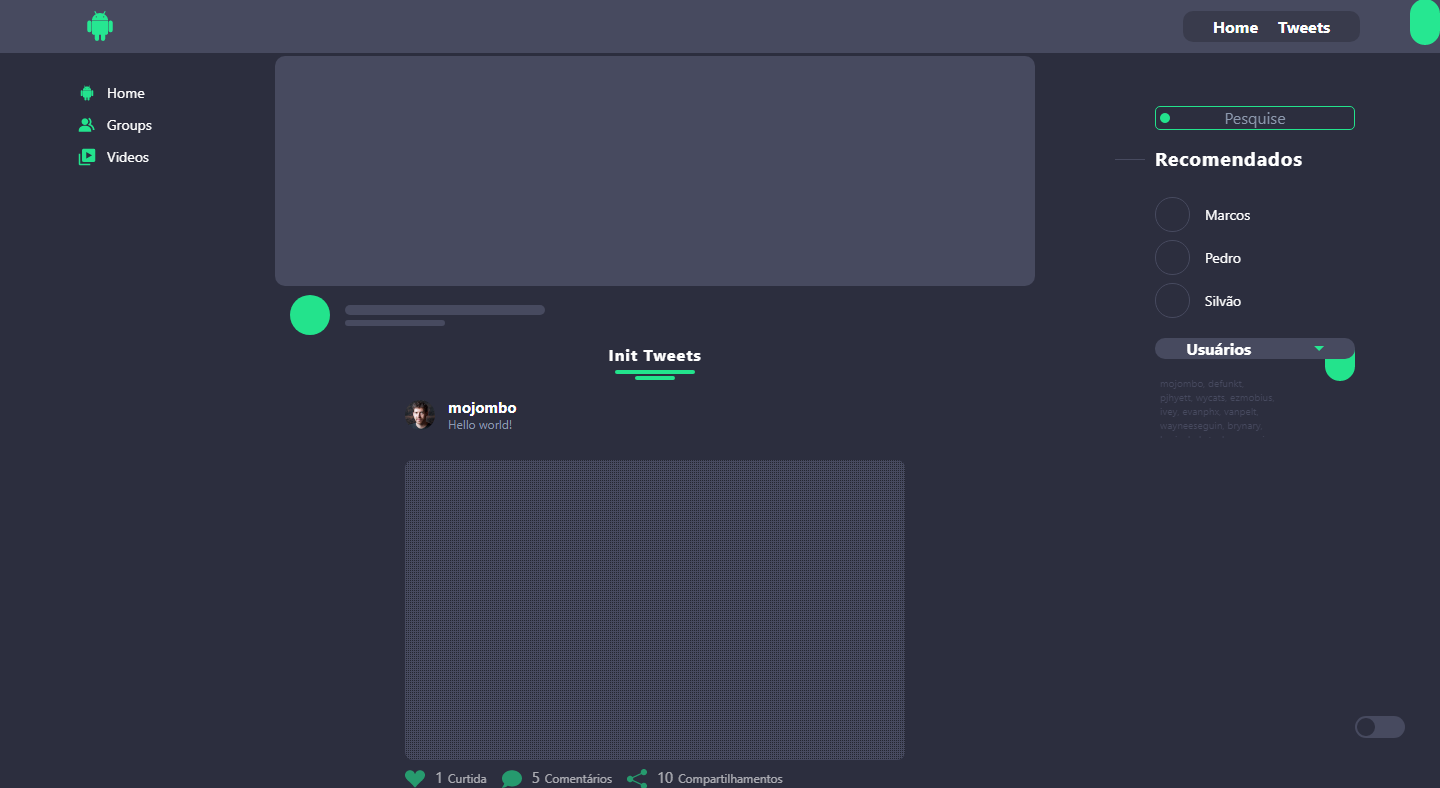 Home Tweets
Home
Groups
Videos
Pesquise
Recomendados
Marcos
Pedro
Silvão
Usuários
mojombo, defunkt,
pjhyett, wycats, ezmobius,
ivey, evanphx, vanpelt,
wayneeseguin, brynary,
Init Tweets
mojombo
Hello world!
1 Curtida 5 Comentários 10 Compartilhamentos